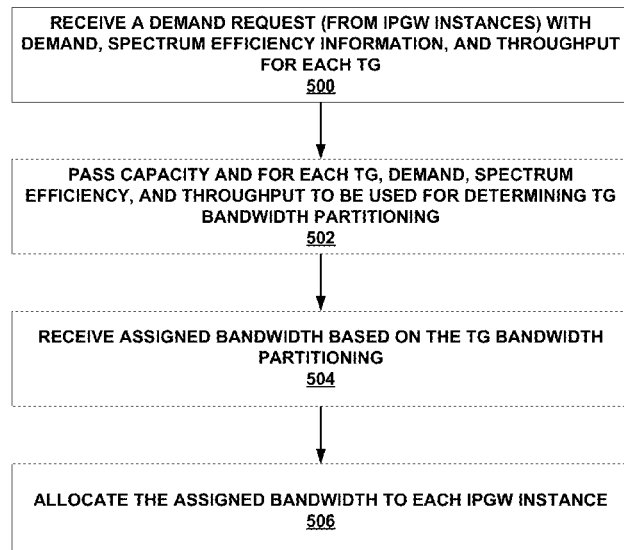 RECEIVE A DEMAND REQUEST (FROM IPGW INSTANCES) WITH
DEMAND, SPECTRUM EFFICIENCY INFORMATION, AND THROUGHPUT
FOR EACH TG
500
PASS CAPACITY AND FOR EACH TG, DEMAND, SPECTRUM
EFFICIENCY, AND THROUGHPUT TO BE USED FOR DETERMINING TG
BANDWIDTH PARTITIONING
502
RECEIVE ASSIGNED BANDWIDTH BASED ON THE TG BANDWIDTH
PARTITIONING
504
ALLOCATE THE ASSIGNED BANDWIDTH TO EACH IPGW INSTANCE
506